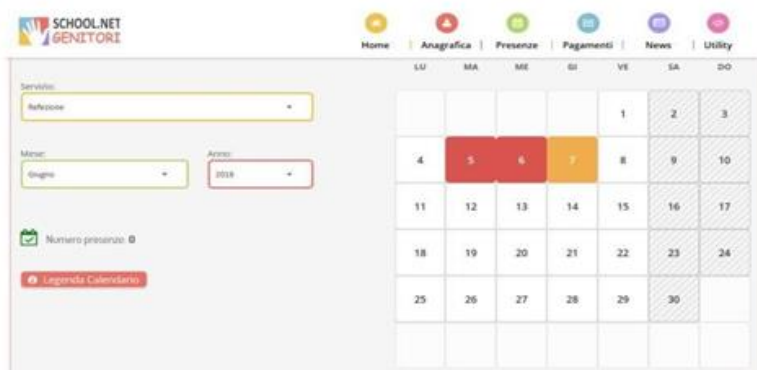 SCHOOL.NET
GENITORI
Home | Anagrafica | Presenze | Pagamenti | News | Utility
Servizio:
Refezione
Mese:
Giugno
Anno:
2018
Numero presenze 0
Legenda Calendario
LU MA ME GI VE SA DO
1 2 3
4 5 6 7 8 9 10
11 12 13 14 15 16 17
18 19 20 21 22 23 24
25 26 27 28 29 30